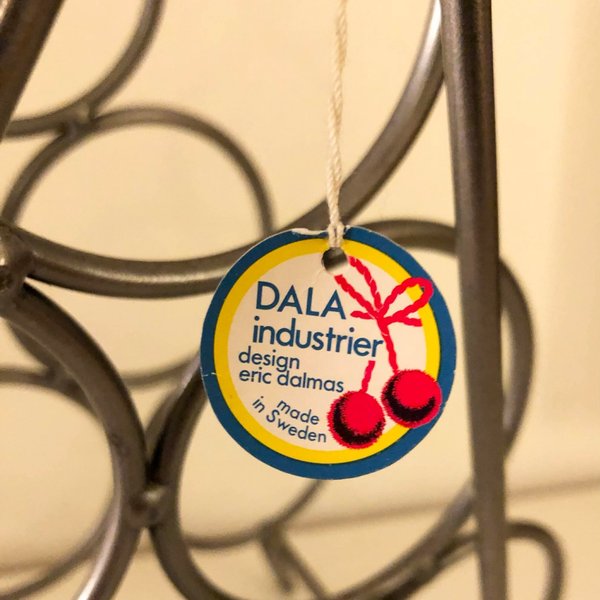 DALA
industrier
design
eric dalmas
made
in Sweden